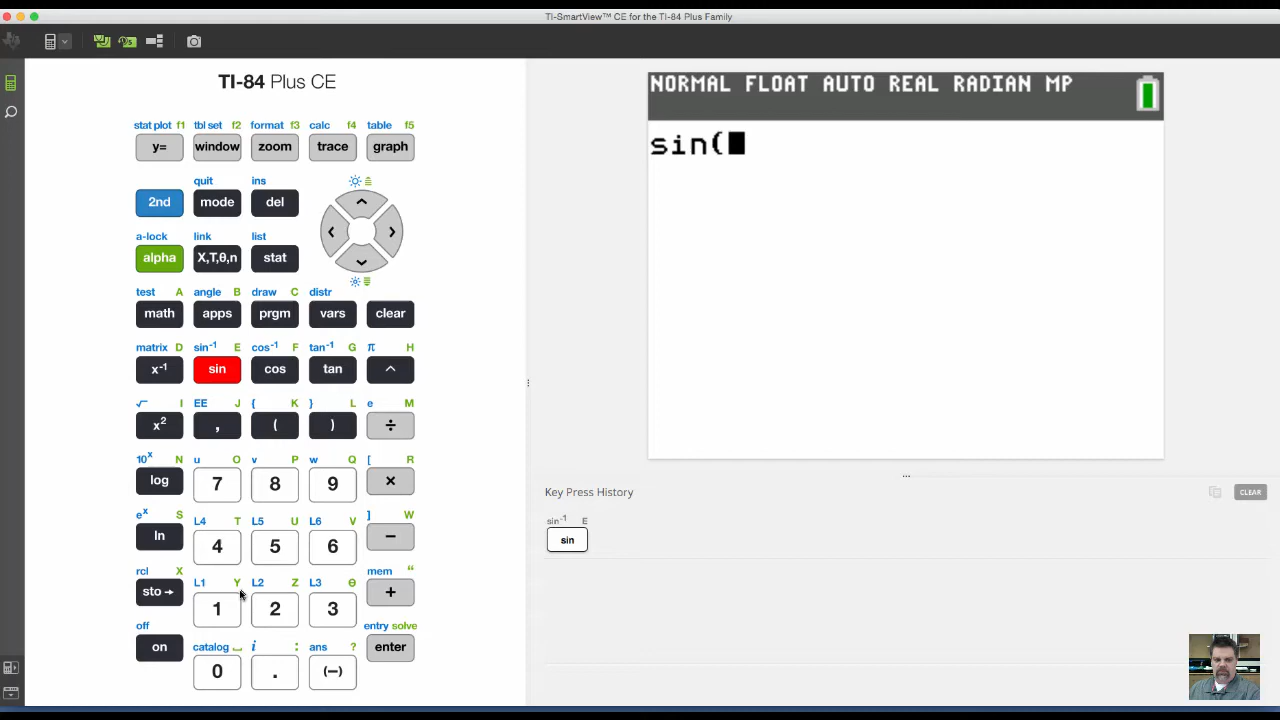 TI-SmartView™ CE for the TI-84 Plus Family
TI-84 Plus CE
stat plot f1 tbl set f2 format f3 calc f4 table f5
y= window zoom trace graph
quit ins
2nd mode del
a-lock link list
alpha X,T,θ,n stat
test A angle B draw C distr
math apps prgm vars clear
matrix D sin⁻¹ E cos⁻¹ F tan⁻¹ G π H
x⁻¹ sin cos tan ^
√ I EE J { K } L e M
x² , ( ) ÷
10ˣ N u O v P w Q [ R
log 7 8 9 ×
eˣ S L4 T L5 U L6 V ] W
ln 4 5 6 −
rcl X L1 Y L2 Z L3 θ mem “
sto→ 1 2 3 +
off entry solve
on enter
catalog ⎵ i : ans ?
0 . (−)
NORMAL FLOAT AUTO REAL RADIAN MP
sin(
Key Press History
CLEAR
sin⁻¹ E
sin